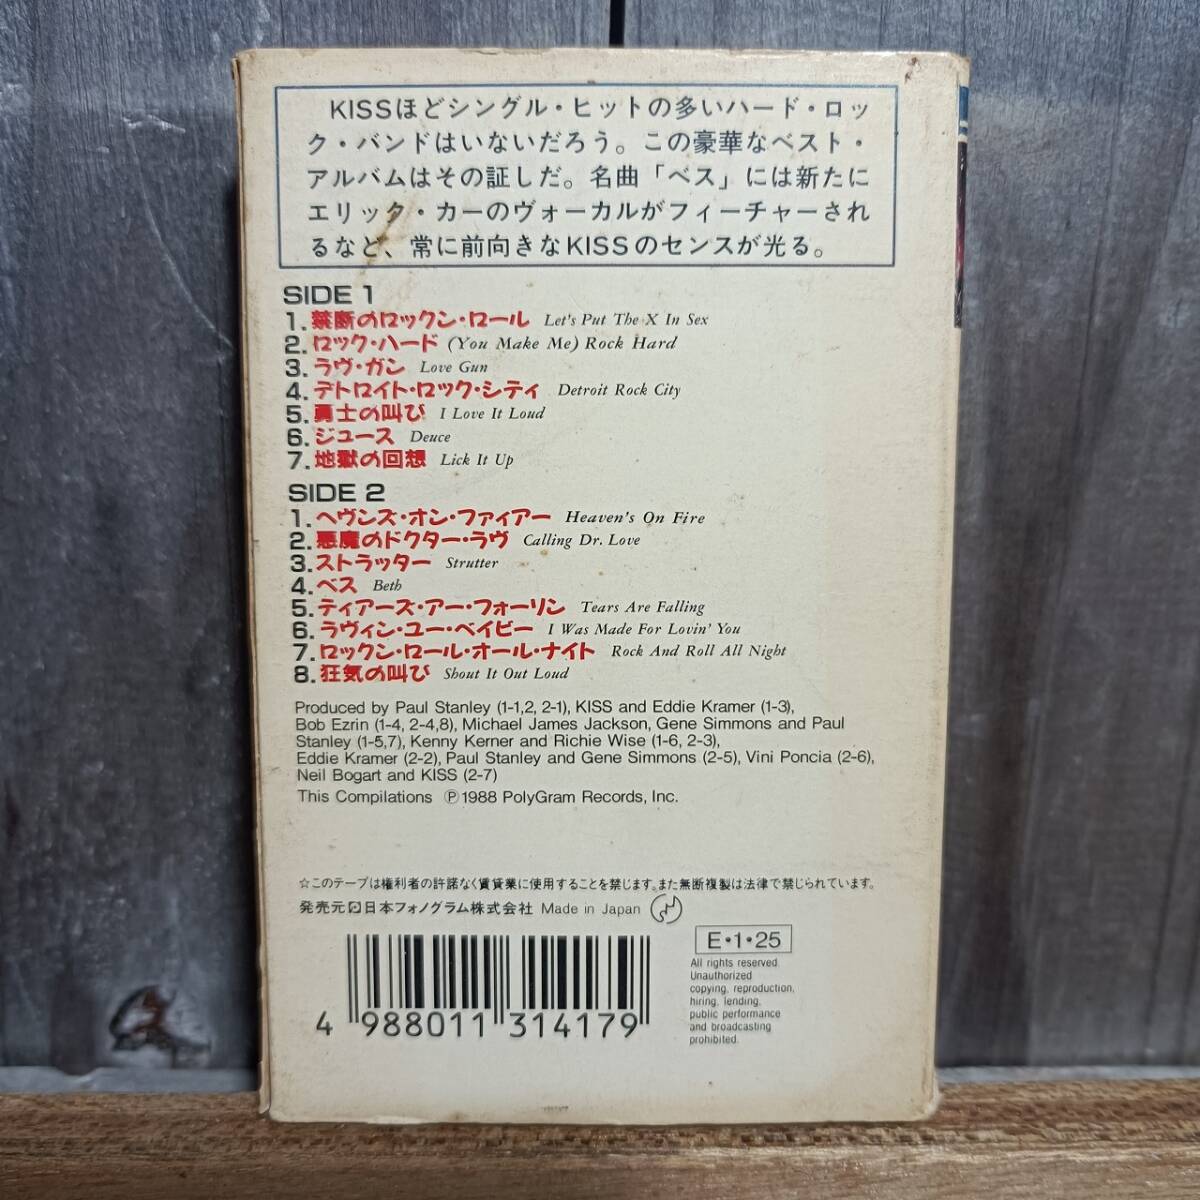 KISSほどシングル・ヒットの多いハード・ロッ
ク・バンドはいないだろう。この豪華なベスト・
アルバムはその証しだ。名曲「ベス」には新たに
エリック・カーのヴォーカルがフィーチャーされ
るなど、常に前向きなKISSのセンスが光る。
SIDE 1
1. 禁断のロックン・ロール Let's Put The X In Sex
2. ロック・ハード (You Make Me) Rock Hard
3. ラヴ・ガン Love Gun
4. デトロイト・ロック・シティ Detroit Rock City
5. 勇士の叫び I Love It Loud
6. ジュース Deuce
7. 地獄の回想 Lick It Up
SIDE 2
1. ヘヴンズ・オン・ファイアー Heaven's On Fire
2. 悪魔のドクター・ラヴ Calling Dr. Love
3. ストラッター Strutter
4. ベス Beth
5. ティアーズ・アー・フォーリン Tears Are Falling
6. ラヴィン・ユー・ベイビー I Was Made For Lovin' You
7. ロックン・ロール・オール・ナイト Rock And Roll All Night
8. 狂気の叫び Shout It Out Loud
Produced by Paul Stanley (1-1,2, 2-1), KISS and Eddie Kramer (1-3),
Bob Ezrin (1-4, 2-4,8), Michael James Jackson, Gene Simmons and Paul
Stanley (1-5,7), Kenny Kerner and Richie Wise (1-6, 2-3),
Eddie Kramer (2-2), Paul Stanley and Gene Simmons (2-5), Vini Poncia (2-6),
Neil Bogart and KISS (2-7)
This Compilations ℗1988 PolyGram Records, Inc.
☆このテープは権利者の許諾なく賃貸業に使用することを禁じます。また無断複製は法律で禁じられています。
発売元 日本フォノグラム株式会社 Made in Japan
E・1・25
All rights reserved.
Unauthorized
copying, reproduction,
hiring, lending,
public performance
and broadcasting
prohibited.
4 988011 314179